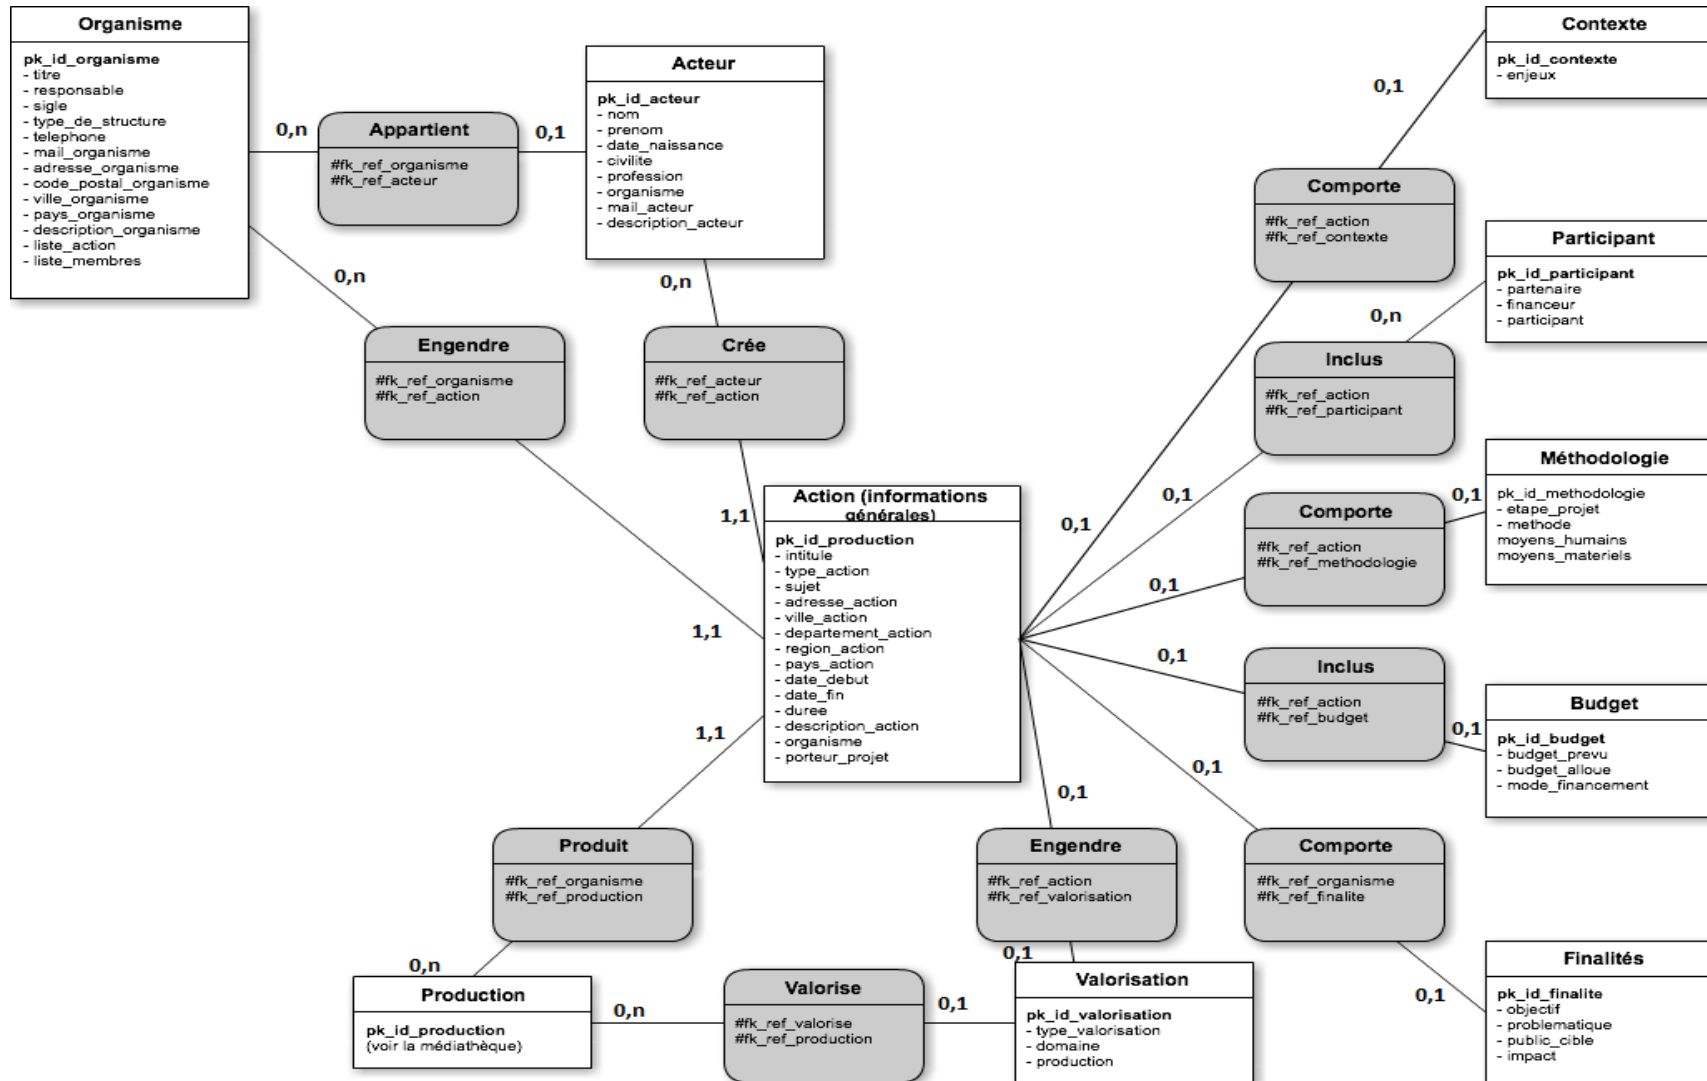 Organisme
pk_id_organisme
- titre
- responsable
- sigle
- type_de_structure
- telephone
- mail_organisme
- adresse_organisme
- code_postal_organisme
- ville_organisme
- pays_organisme
- description_organisme
- liste_action
- liste_membres
0,n
Appartient
#fk_ref_organisme
#fk_ref_acteur
0,1
Acteur
pk_id_acteur
- nom
- prenom
- date_naissance
- civilite
- profession
- organisme
- mail_acteur
- description_acteur
0,n
Engendre
#fk_ref_organisme
#fk_ref_action
1,1
0,n
Crée
#fk_ref_acteur
#fk_ref_action
1,1
Action (informations
générales)
pk_id_production
- intitule
- type_action
- sujet
- adresse_action
- ville_action
- departement_action
- region_action
- pays_action
- date_debut
- date_fin
- duree
- description_action
- organisme
- porteur_projet
Contexte
pk_id_contexte
- enjeux
0,1
Comporte
#fk_ref_action
#fk_ref_contexte
0,1
Participant
pk_id_participant
- partenaire
- financeur
- participant
0,n
Inclus
#fk_ref_action
#fk_ref_participant
0,1
Méthodologie
pk_id_methodologie
- etape_projet
- methode
moyens_humains
moyens_materiels
0,1
Comporte
#fk_ref_action
#fk_ref_methodologie
0,1
Inclus
#fk_ref_action
#fk_ref_budget
0,1
0,1
Budget
pk_id_budget
- budget_prevu
- budget_alloue
- mode_financement
0,1
Comporte
#fk_ref_organisme
#fk_ref_finalite
0,1
Finalités
pk_id_finalite
- objectif
- problematique
- public_cible
- impact
0,1
Engendre
#fk_ref_action
#fk_ref_valorisation
0,1
Valorisation
pk_id_valorisation
- type_valorisation
- domaine
- production
1,1
Produit
#fk_ref_organisme
#fk_ref_production
0,n
Production
pk_id_production
(voir la médiathèque)
0,n
Valorise
#fk_ref_valorise
#fk_ref_production
0,1